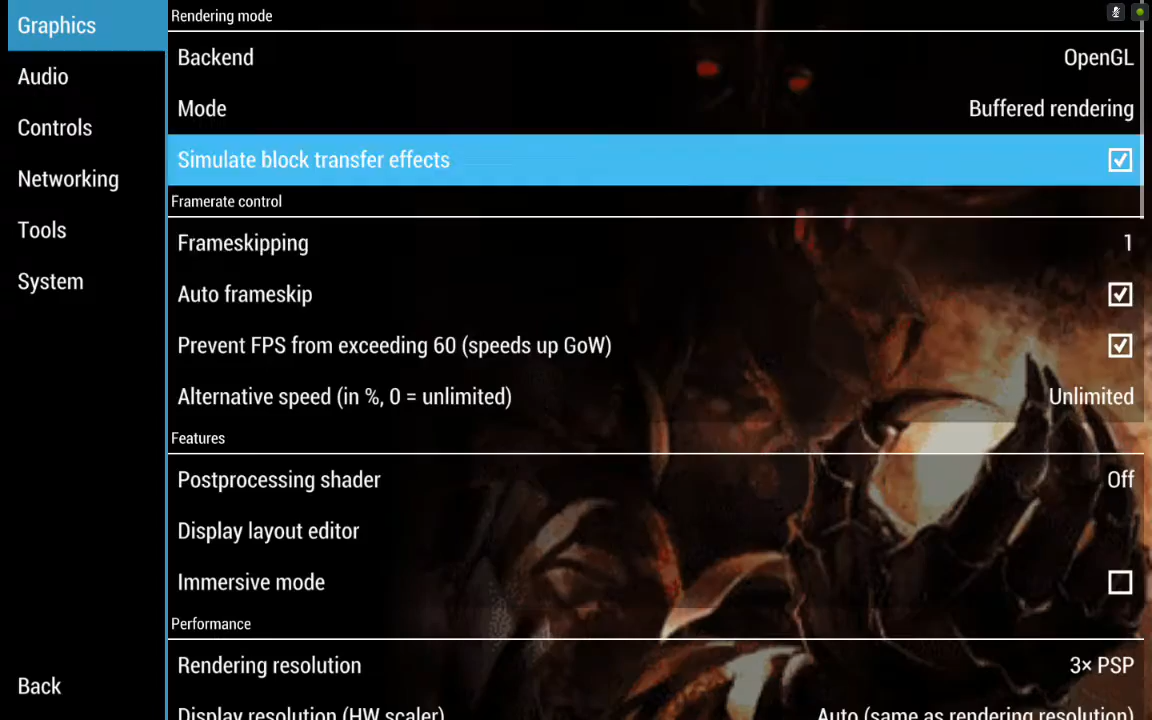 Graphics
Audio
Controls
Networking
Tools
System
Back
Rendering mode
Backend OpenGL
Mode Buffered rendering
Simulate block transfer effects
Framerate control
Frameskipping 1
Auto frameskip
Prevent FPS from exceeding 60 (speeds up GoW)
Alternative speed (in %, 0 = unlimited) Unlimited
Features
Postprocessing shader Off
Display layout editor
Immersive mode
Performance
Rendering resolution 3× PSP
Display resolution (HW scaler) Auto (same as rendering resolution)